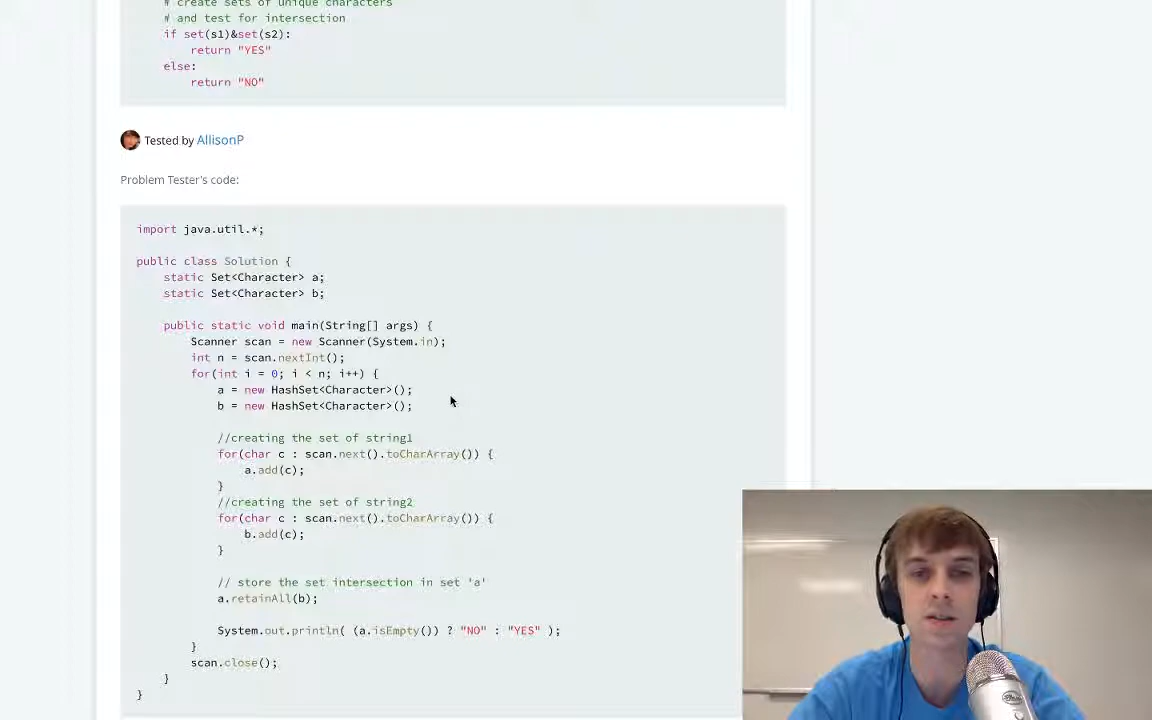 # create sets of unique characters
# and test for intersection
if set(s1)&set(s2):
return "YES"
else:
return "NO"
Tested by AllisonP
Problem Tester's code:
import java.util.*;
public class Solution {
static Set<Character> a;
static Set<Character> b;
public static void main(String[] args) {
Scanner scan = new Scanner(System.in);
int n = scan.nextInt();
for(int i = 0; i < n; i++) {
a = new HashSet<Character>();
b = new HashSet<Character>();
//creating the set of string1
for(char c : scan.next().toCharArray()) {
a.add(c);
}
//creating the set of string2
for(char c : scan.next().toCharArray()) {
b.add(c);
}
// store the set intersection in set 'a'
a.retainAll(b);
System.out.println( (a.isEmpty()) ? "NO" : "YES" );
}
scan.close();
}
}